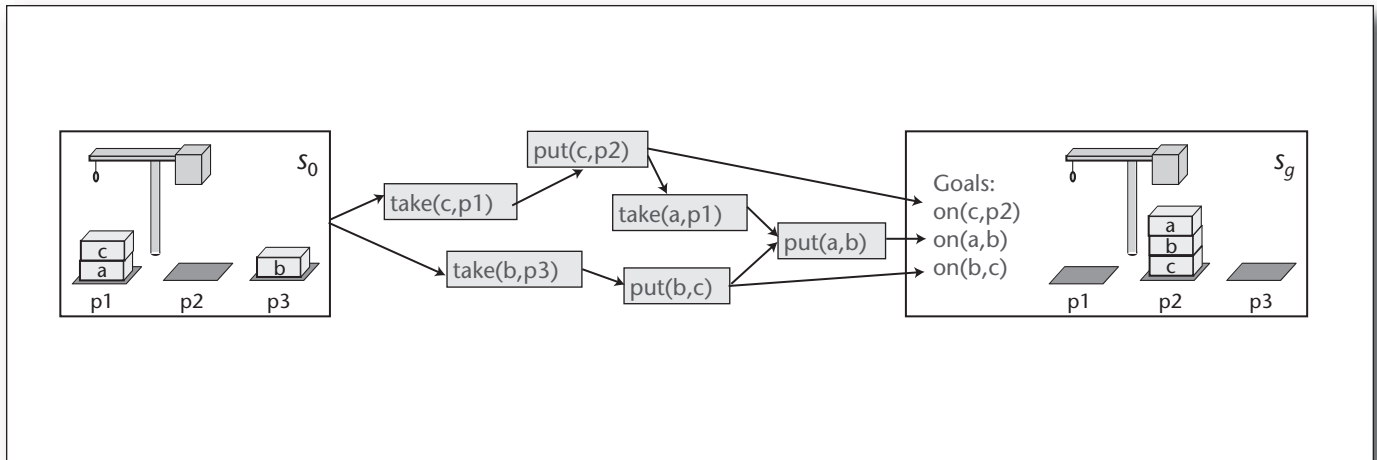 s0
c
a
b
p1
p2
p3
take(c,p1)
put(c,p2)
take(a,p1)
put(a,b)
take(b,p3)
put(b,c)
Goals:
on(c,p2)
on(a,b)
on(b,c)
sg
a
b
c
p1
p2
p3